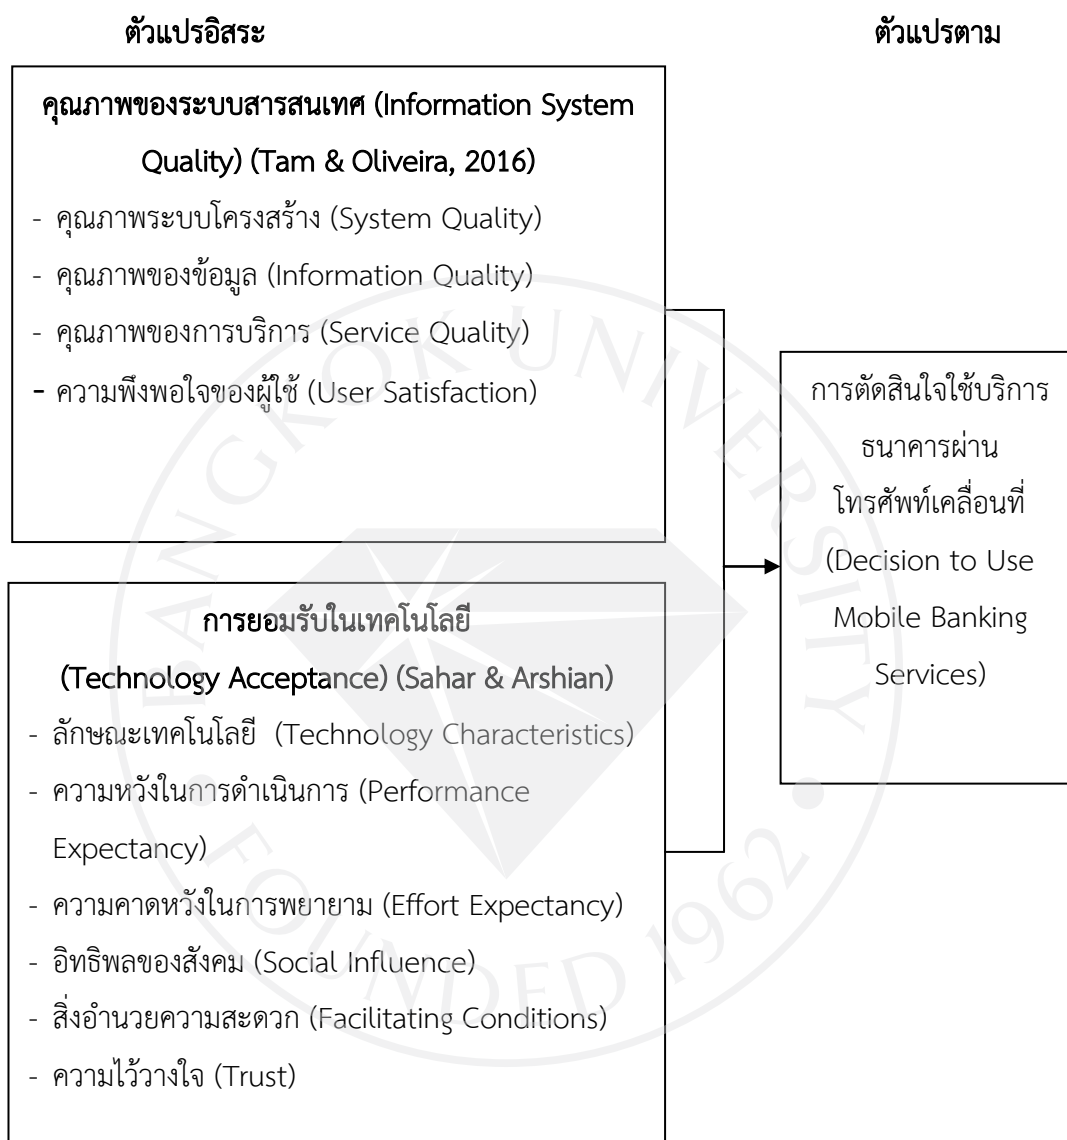 ตัวแปรอิสระ
ตัวแปรตาม
คุณภาพของระบบสารสนเทศ (Information System
Quality) (Tam & Oliveira, 2016)
- คุณภาพระบบโครงสร้าง (System Quality)
- คุณภาพของข้อมูล (Information Quality)
- คุณภาพของการบริการ (Service Quality)
- ความพึงพอใจของผู้ใช้ (User Satisfaction)
การยอมรับในเทคโนโลยี
(Technology Acceptance) (Sahar & Arshian)
- ลักษณะเทคโนโลยี (Technology Characteristics)
- ความหวังในการดำเนินการ (Performance
Expectancy)
- ความคาดหวังในการพยายาม (Effort Expectancy)
- อิทธิพลของสังคม (Social Influence)
- สิ่งอำนวยความสะดวก (Facilitating Conditions)
- ความไว้วางใจ (Trust)
การตัดสินใจใช้บริการ
ธนาคารผ่าน
โทรศัพท์เคลื่อนที่
(Decision to Use
Mobile Banking
Services)
BANGKOK UNIVERSITY
• FOUNDED 1962 •